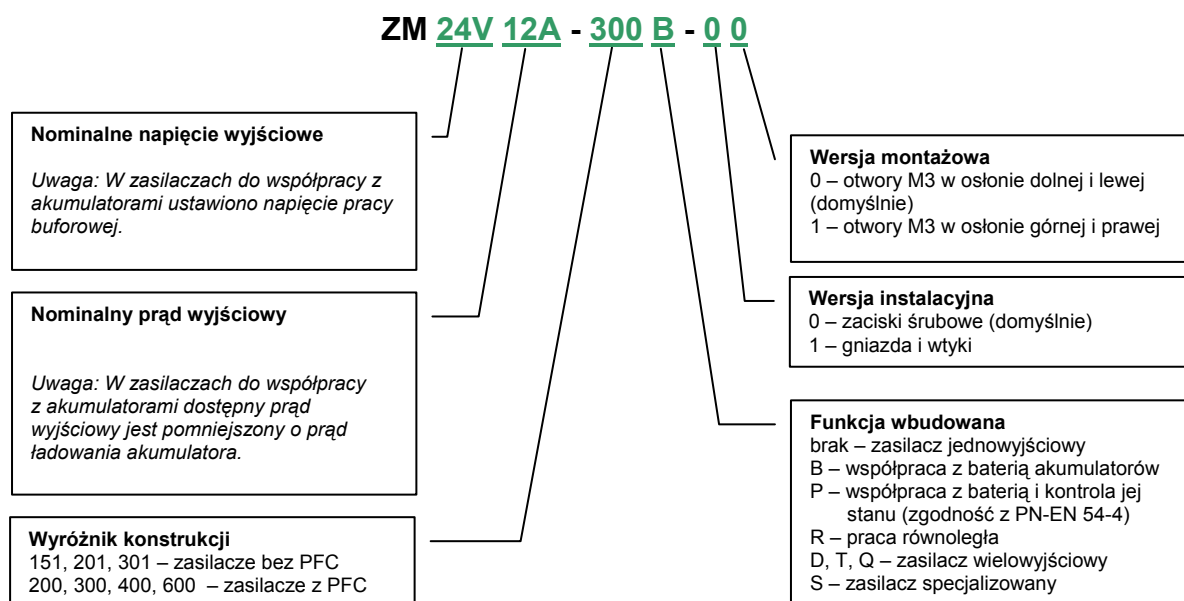 ZM 24V 12A - 300 B - 0 0
Nominalne napięcie wyjściowe
Uwaga: W zasilaczach do współpracy z
akumulatorami ustawiono napięcie pracy
buforowej.
Nominalny prąd wyjściowy
Uwaga: W zasilaczach do współpracy
z akumulatorami dostępny prąd
wyjściowy jest pomniejszony o prąd
ładowania akumulatora.
Wyróżnik konstrukcji
151, 201, 301 – zasilacze bez PFC
200, 300, 400, 600 – zasilacze z PFC
Wersja montażowa
0 – otwory M3 w osłonie dolnej i lewej
(domyślnie)
1 – otwory M3 w osłonie górnej i prawej
Wersja instalacyjna
0 – zaciski śrubowe (domyślnie)
1 – gniazda i wtyki
Funkcja wbudowana
brak – zasilacz jednowyjściowy
B – współpraca z baterią akumulatorów
P – współpraca z baterią i kontrola jej
stanu (zgodność z PN-EN 54-4)
R – praca równoległa
D, T, Q – zasilacz wielowyjściowy
S – zasilacz specjalizowany